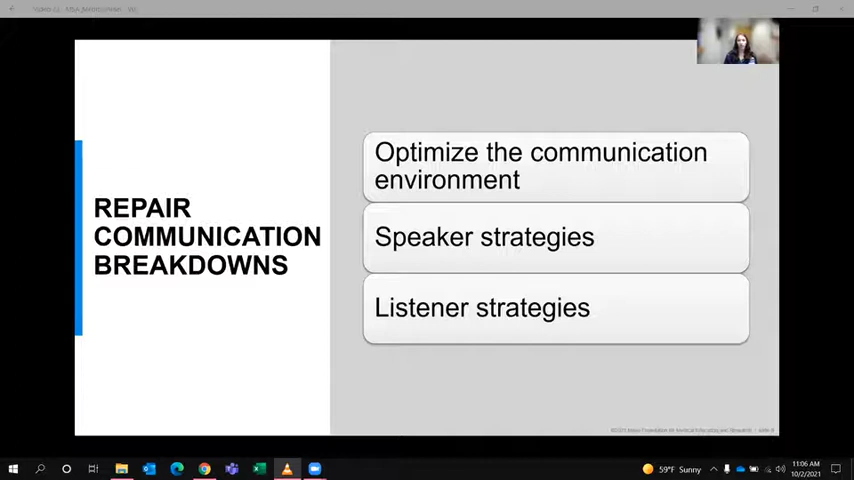 REPAIR
COMMUNICATION
BREAKDOWNS
Optimize the communication
environment
Speaker strategies
Listener strategies
59°F Sunny
11:06 AM
10/2/2021